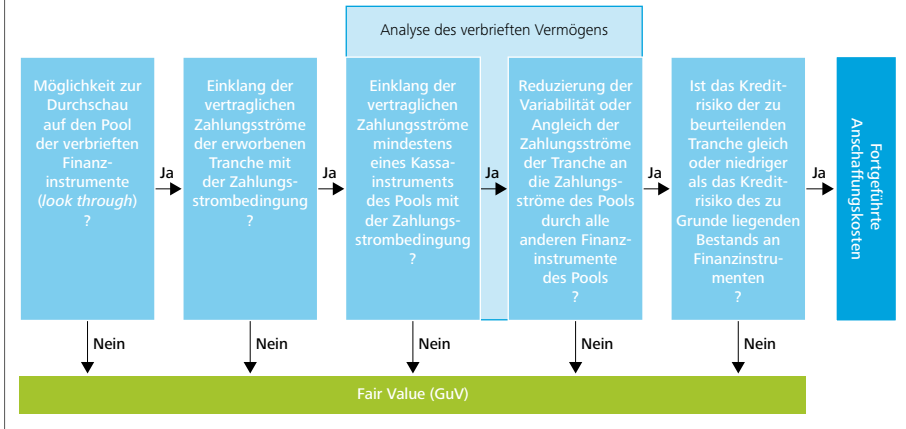 Analyse des verbrieften Vermögens
Möglichkeit zur
Durchschau
auf den Pool
der verbrieften
Finanz-
instrumente
(look through)
?
Ja
Einklang der
vertraglichen
Zahlungsströme
der erworbenen
Tranche mit
der Zahlungs-
strombedingung
?
Ja
Einklang der
vertraglichen
Zahlungsströme
mindestens
eines Kassa-
instruments
des Pools mit
der Zahlungs-
strombedingung
?
Ja
Reduzierung der
Variabilität oder
Angleich der
Zahlungsströme
der Tranche an
die Zahlungs-
ströme des Pools
durch alle
anderen Finanz-
instrumente
des Pools
?
Ja
Ist das Kredit-
risiko der zu
beurteilenden
Tranche gleich
oder niedriger
als das Kredit-
risiko des zu
Grunde liegenden
Bestands an
Finanzinstru-
menten
?
Ja
Fortgeführte
Anschaffungskosten
Nein
Nein
Nein
Nein
Nein
Fair Value (GuV)